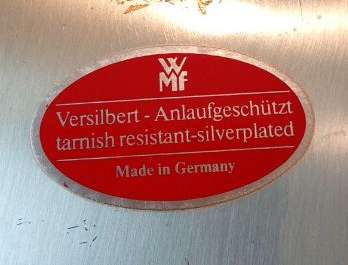 WMF
Versilbert - Anlaufgeschützt
tarnish resistant-silverplated
Made in Germany